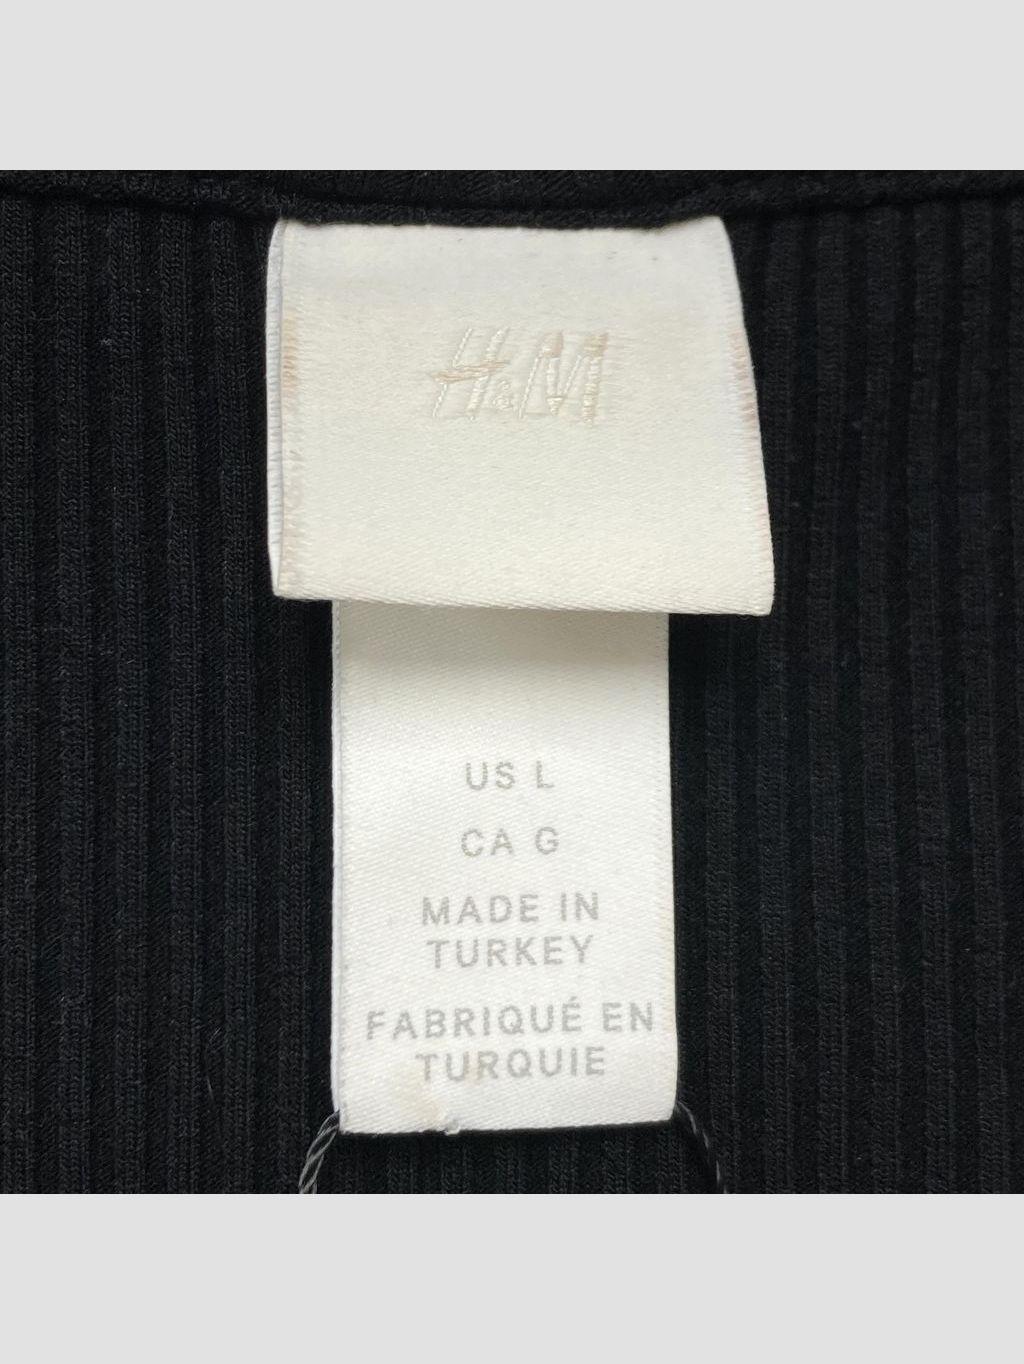 H&M
US L
CA G
MADE IN
TURKEY
FABRIQUÉ EN
TURQUIE